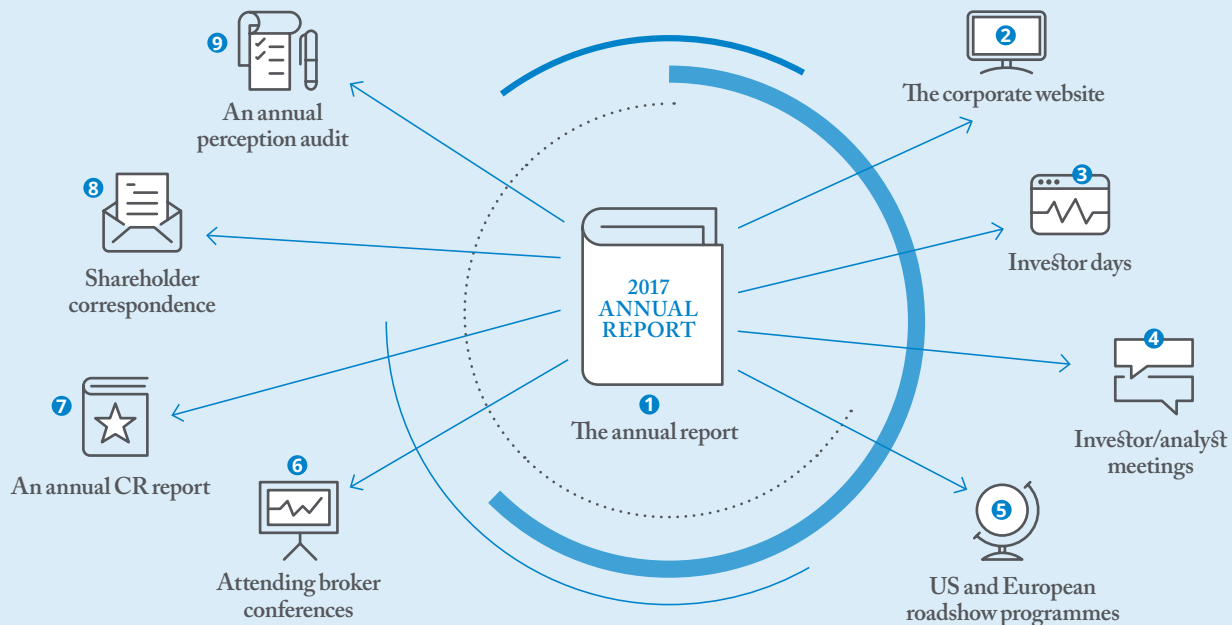 2017
ANNUAL
REPORT
1
The annual report
2
The corporate website
3
Investor days
4
Investor/analyst
meetings
5
US and European
roadshow programmes
6
Attending broker
conferences
7
An annual CR report
8
Shareholder
correspondence
9
An annual
perception audit